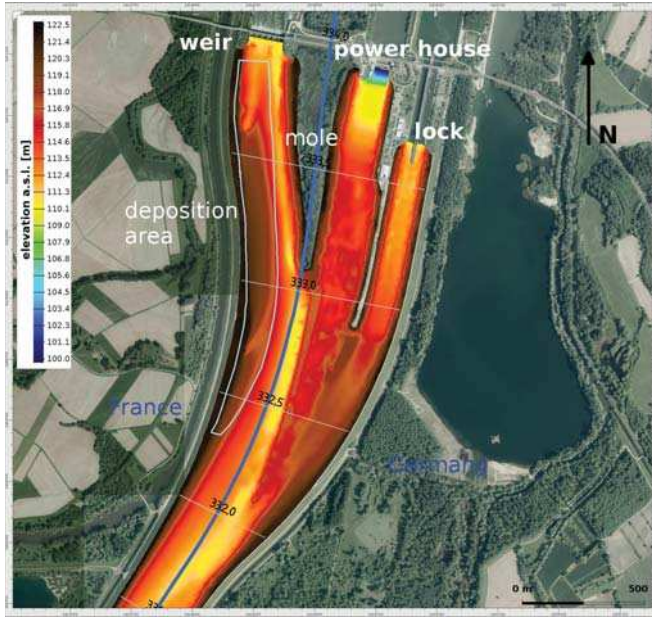 122.5
121.4
120.2
119.1
118.0
116.9
115.8
114.6
113.5
112.4
111.2
110.1
109.0
107.9
106.8
105.6
104.5
103.4
102.3
101.1
100.0
elevation a.s.l. [m]
weir
power house
lock
mole
N
deposition
area
333.0
332.5
332.0
France
Germany
0 m
500